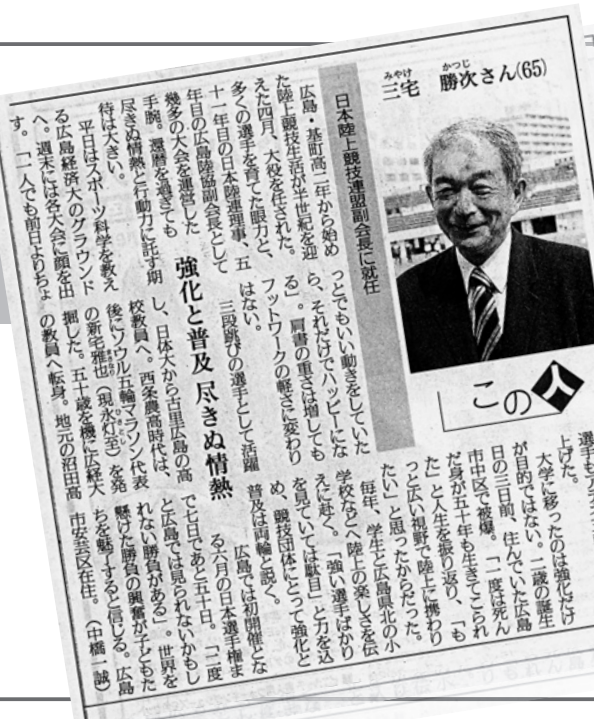 みやけ かつじ
三宅 勝次さん(65)
この人
日本陸上競技連盟副会長に就任
強化と普及 尽きぬ情熱
広島・基町高二年から始め
た陸上競技生活が半世紀を迎
えた四月、大役を任された。
多くの選手を育てた眼力と、
十一年目の日本陸連理事、五
年目の広島陸協副会長として
幾多の大会を運営した
手腕。還暦を過ぎても
尽きぬ情熱と行動力に託す期
待は大きい。
平日はスポーツ科学を教え
る広島経済大のグラウンド
へ。週末には各大会に顔を出
す。「一人でも前日よりちょ
っとでもいい動きをしていた
ら、それだけでハッピーにな
る」。肩書の重さは増しても
フットワークの軽さに変わり
はない。
三段跳びの選手として活躍
し、日体大から古里広島の高
校教員へ。西条農高時代は、
後にソウル五輪マラソン代表
の新宅雅也(現永灯至)を発
掘した。五十歳を機に広経大
の教員へ転身。地元の沼田高
選手もアテネ
上げた。
大学に移ったのは強化だけ
が目的ではない。二歳の誕生
日の三日前、住んでいた広島
市中区で被爆。「一度は死ん
だ身が五十年も生きてこられ
た」と人生を振り返り、「も
っと広い視野で陸上に携わり
たい」と思ったからだった。
毎年、学生と広島県北の小
学校などへ陸上の楽しさを伝
えに赴く。「強い選手ばかり
を見ていては駄目」と力を込
め、競技団体にとって強化と
普及は両輪と説く。
広島では初開催とな
る六月の日本選手権ま
で七日であと五十日。「二度
と広島では見られないかもし
れない勝負がある」。世界を
懸けた勝負の興奮が子どもた
ちを魅了すると信じる。広島
市安芸区在住。 (中橋一誠)